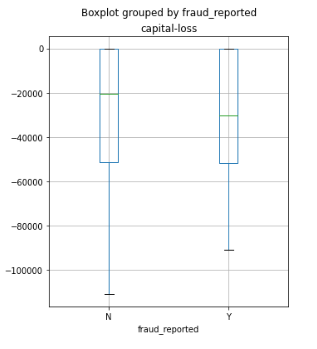 Boxplot grouped by fraud_reported
capital-loss
0
−20000
−40000
−60000
−80000
−100000
N Y
fraud_reported